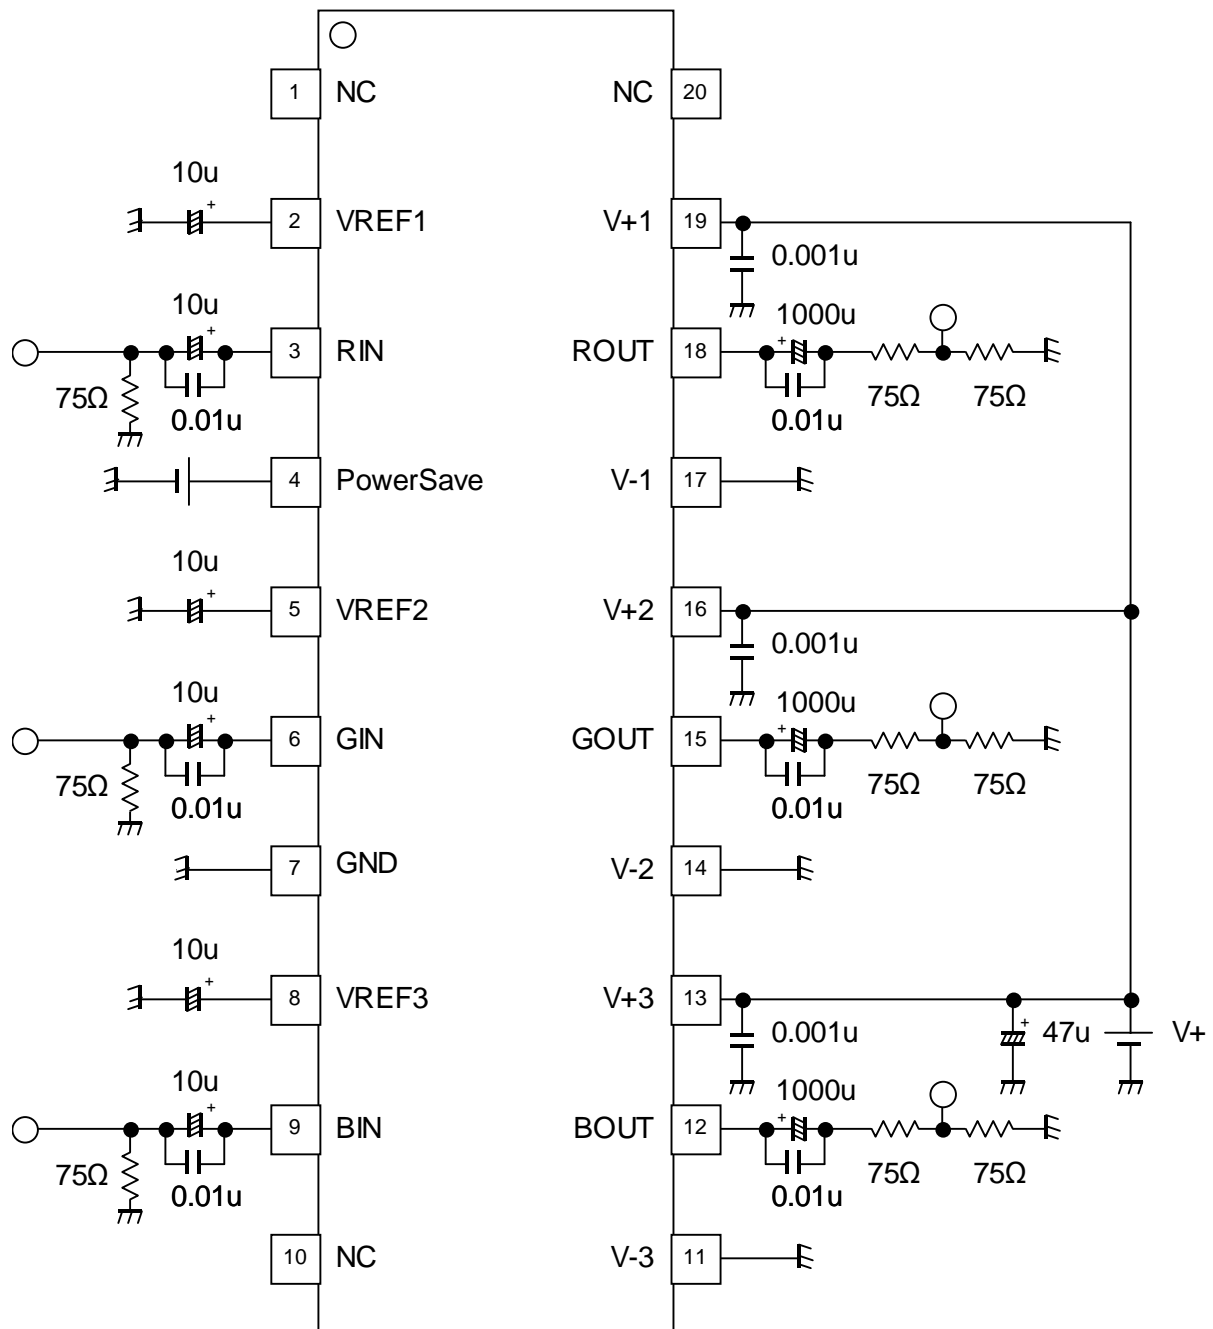 1 NC NC 20
10u
+
2 VREF1 V+1 19
0.001u
10u 1000u
+ +
3 RIN ROUT 18
75Ω 0.01u 0.01u 75Ω 75Ω
4 PowerSave V-1 17
10u
+
5 VREF2 V+2 16
0.001u
10u 1000u
+ +
6 GIN GOUT 15
75Ω 0.01u 0.01u 75Ω 75Ω
7 GND V-2 14
10u
+
8 VREF3 V+3 13
0.001u + 47u V+
10u 1000u
+ +
9 BIN BOUT 12
75Ω 0.01u 0.01u 75Ω 75Ω
10 NC V-3 11